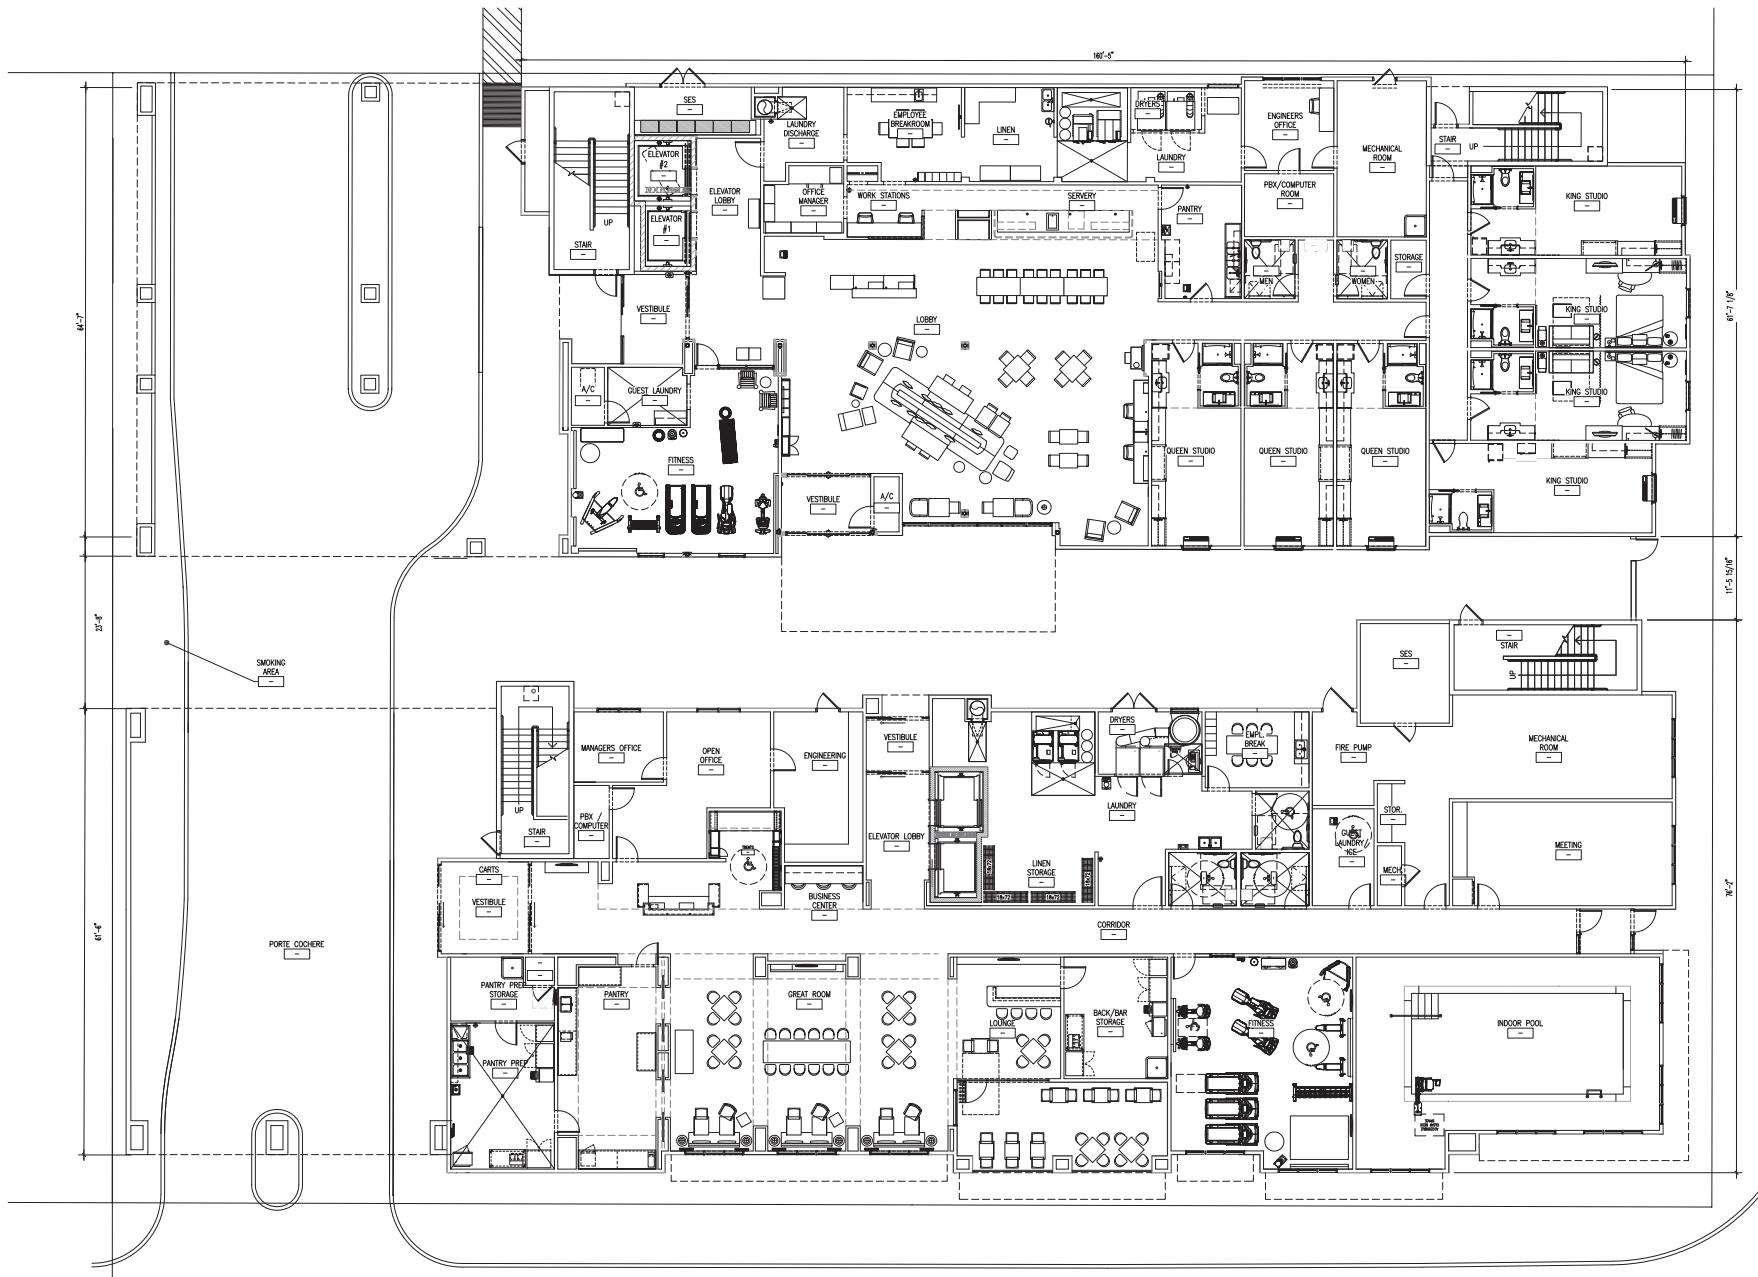 160'-5"
SES
–
LAUNDRY
DISCHARGE
–
EMPLOYEE
BREAKROOM
–
LINEN
–
DRYERS
–
LAUNDRY
–
ENGINEERS
OFFICE
–
MECHANICAL
ROOM
–
STAIR
–
UP
ELEVATOR
#2
–
ELEVATOR
#1
–
ELEVATOR
LOBBY
–
UP
STAIR
–
OFFICE
MANAGER
–
WORK STATIONS
–
SERVERY
–
PANTRY
–
PBX/COMPUTER
ROOM
–
KING STUDIO
–
MEN
–
WOMEN
–
STORAGE
–
KING STUDIO
–
KING STUDIO
–
VESTIBULE
–
LOBBY
–
64'-7"
61'-7 1/8"
A/C
–
GUEST LAUNDRY
–
FITNESS
–
QUEEN STUDIO
–
QUEEN STUDIO
–
QUEEN STUDIO
–
KING STUDIO
–
VESTIBULE
–
A/C
–
23'-8"
11'-5 15/16"
SMOKING
AREA
–
SES
–
–
STAIR
UP
MANAGERS OFFICE
–
OPEN
OFFICE
–
ENGINEERING
–
VESTIBULE
–
DRYERS
–
EMPL.
BREAK
–
FIRE PUMP
–
MECHANICAL
ROOM
–
UP
STAIR
–
PBX /
COMPUTER
–
ELEVATOR LOBBY
–
LAUNDRY
–
STOR.
–
GUEST
LAUNDRY
ICE
–
MEETING
–
CARTS
–
VESTIBULE
–
BUSINESS
CENTER
–
LINEN
STORAGE
–
MECH.
–
76'-2"
61'-6"
PORTE COCHERE
–
CORRIDOR
–
PANTRY PREP
STORAGE
–
PANTRY
–
GREAT ROOM
–
LOUNGE
–
BACK/BAR
STORAGE
–
FITNESS
–
INDOOR POOL
–
PANTRY PREP
–